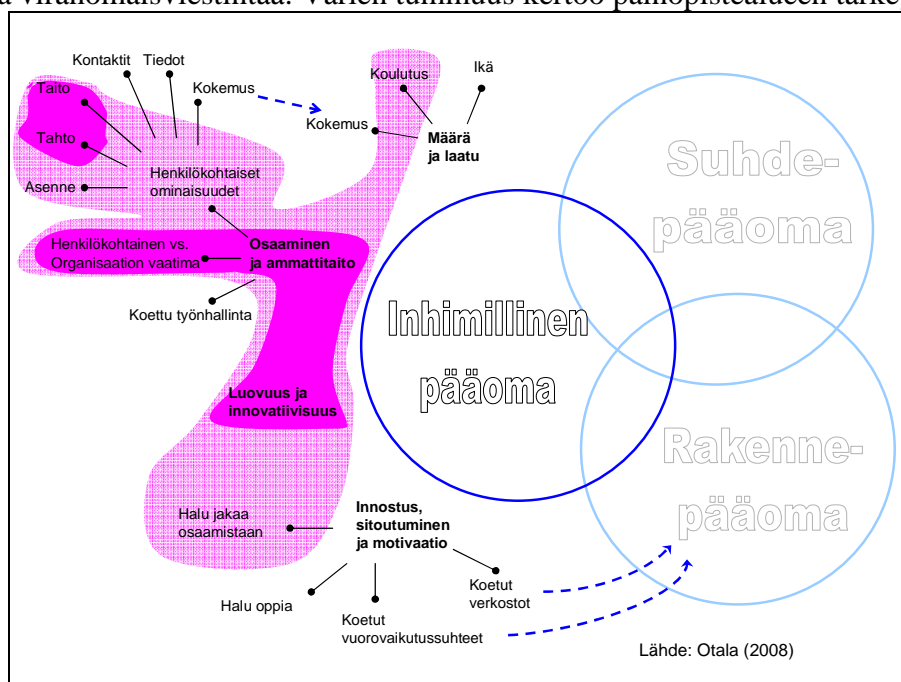 viranomaisviestintää. Värien tummuus kertoo painopistealueen
Kontaktit
Tiedot
Kokemus
Taito
Tahto
Asenne
Henkilökohtaiset
ominaisuudet
Koulutus
Ikä
Kokemus
Määrä
ja laatu
Henkilökohtainen vs.
Organisaation vaatima
Osaaminen
ja ammattitaito
Koettu työnhallinta
Luovuus ja
innovatiivisuus
Suhde-
pääoma
Inhimillinen
pääoma
Rakenne-
pääoma
Halu jakaa
osaamistaan
Innostus,
sitoutuminen
ja motivaatio
Halu oppia
Koetut
vuorovaikutussuhteet
Koetut
verkostot
Lähde: Otala (2008)